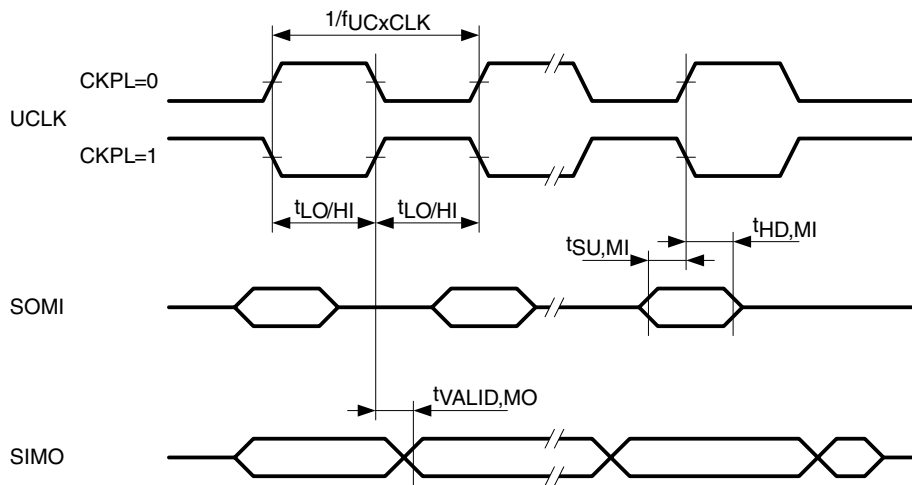 1/fUCxCLK
CKPL=0
UCLK
CKPL=1
tLO/HI tLO/HI
tSU,MI tHD,MI
SOMI
tVALID,MO
SIMO